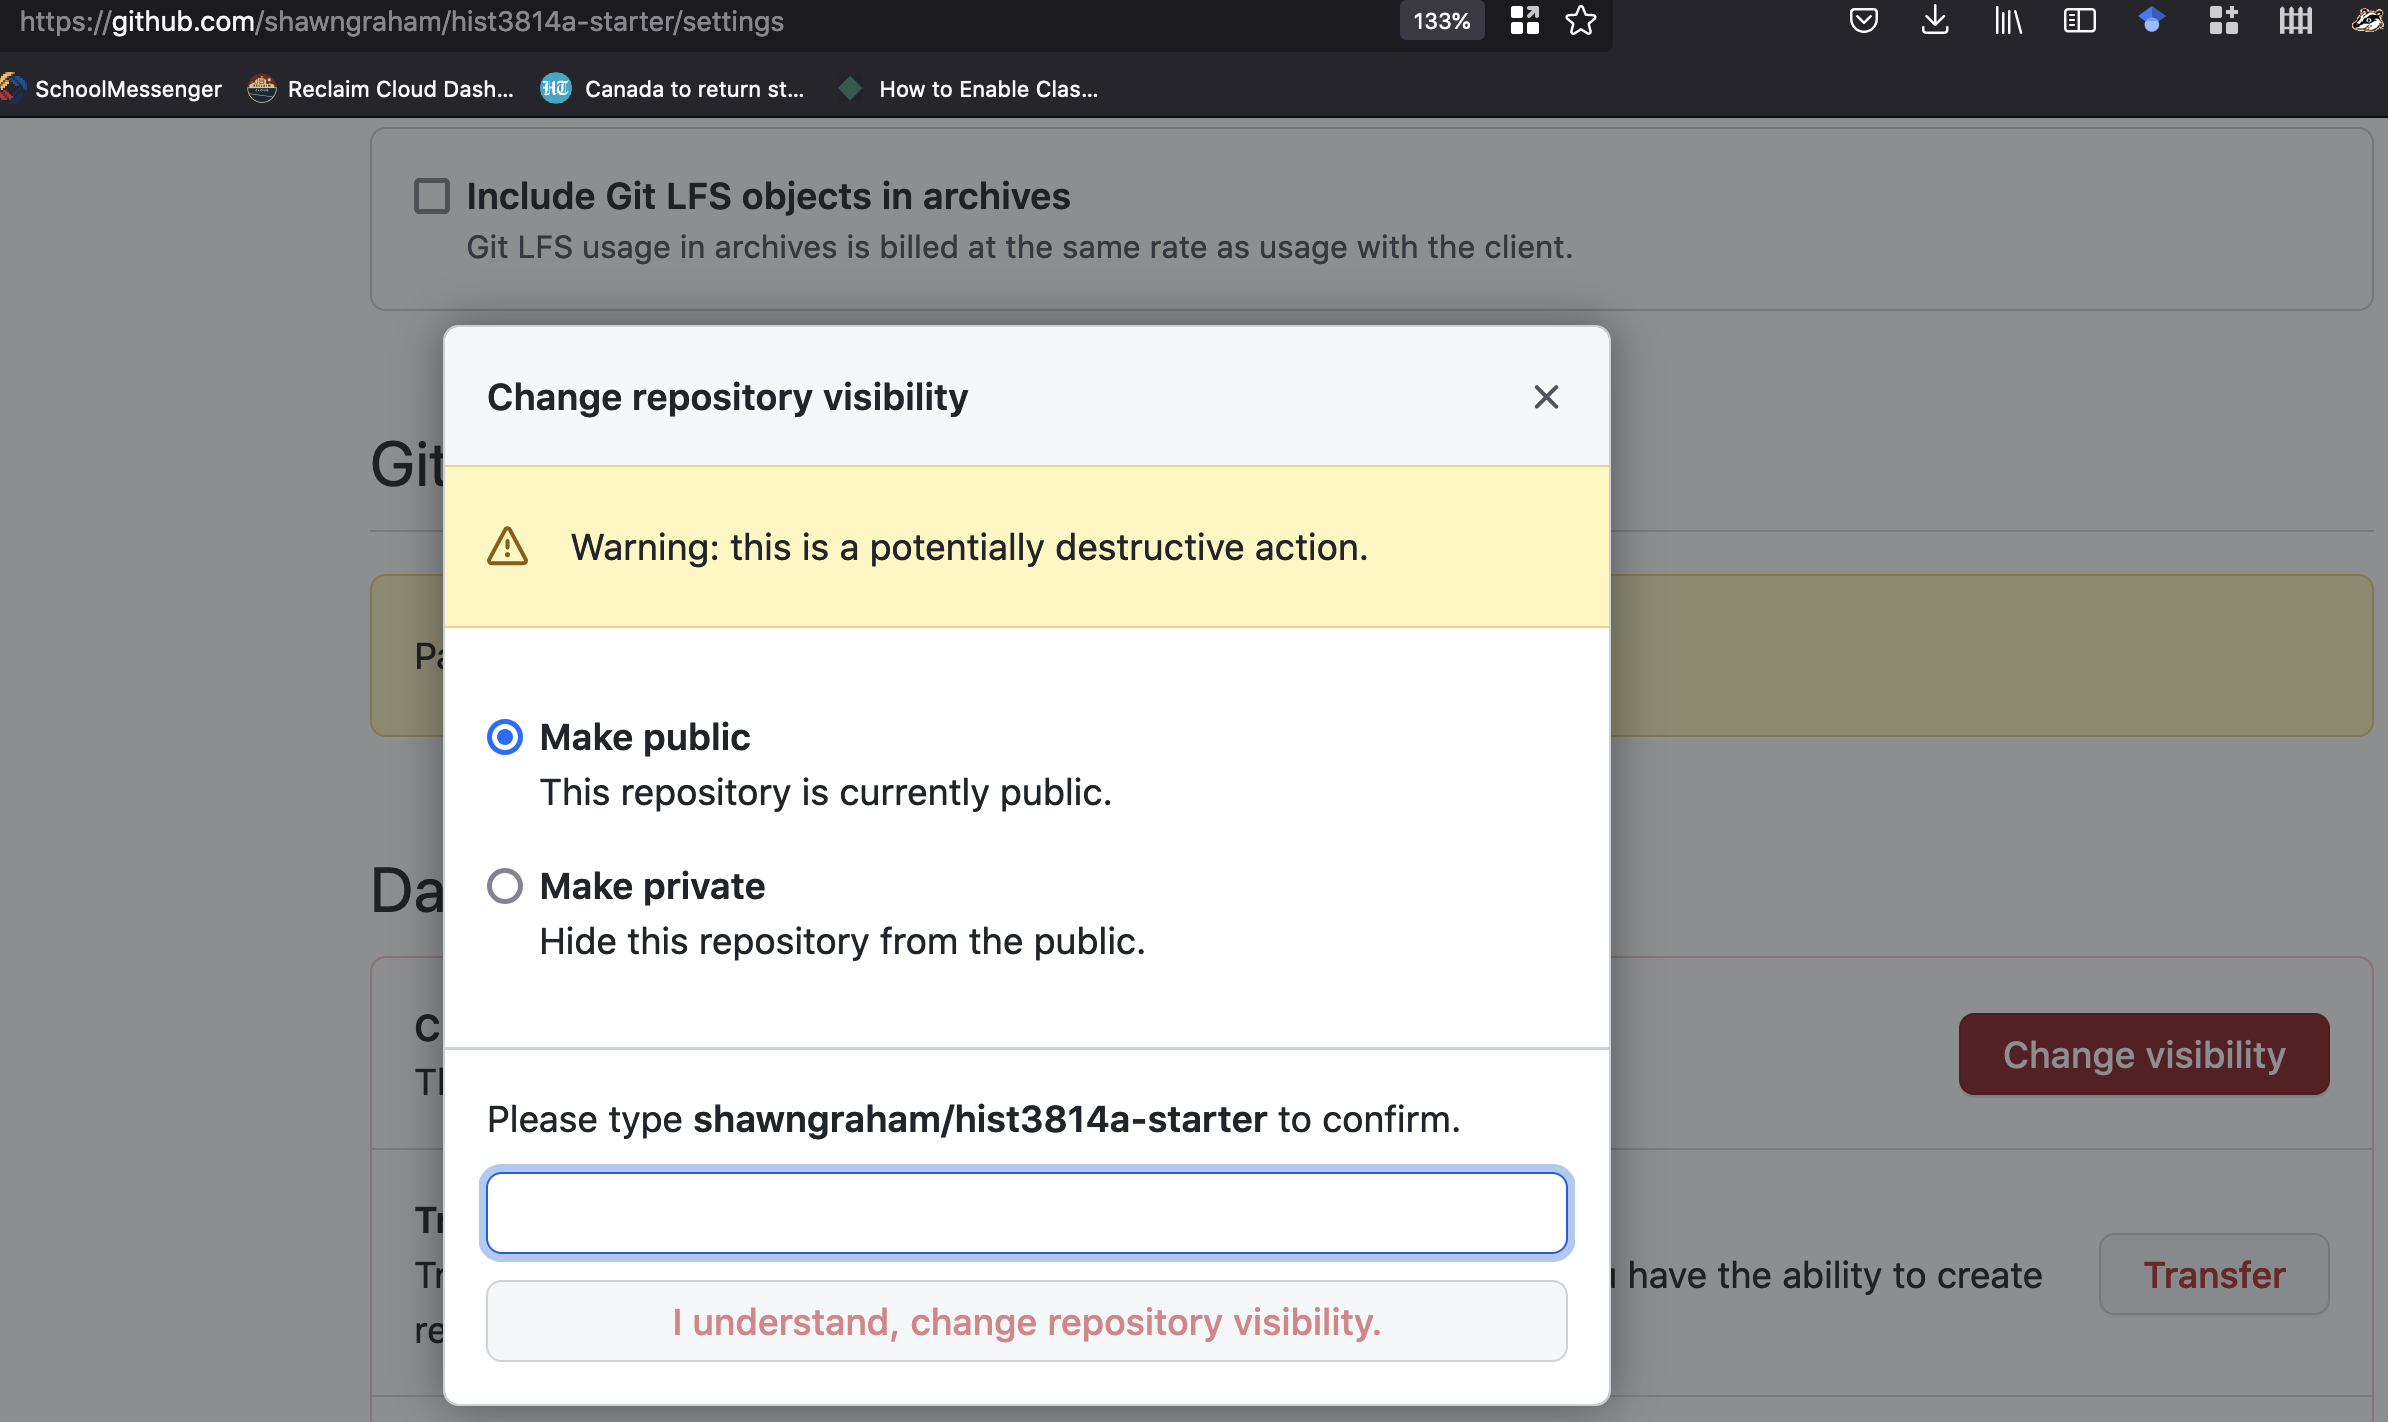 https://github.com/shawngraham/hist3814a-starter/settings
133%
SchoolMessenger
Reclaim Cloud Dash...
Canada to return st...
How to Enable Clas...
Include Git LFS objects in archives
Git LFS usage in archives is billed at the same rate as usage with the client.
Change repository visibility
Git
Warning: this is a potentially destructive action.
Make public
This repository is currently public.
Make private
Da
Hide this repository from the public.
C
Change visibility
Please type shawngraham/hist3814a-starter to confirm.
Tr
have the ability to create
Transfer
I understand, change repository visibility.
re